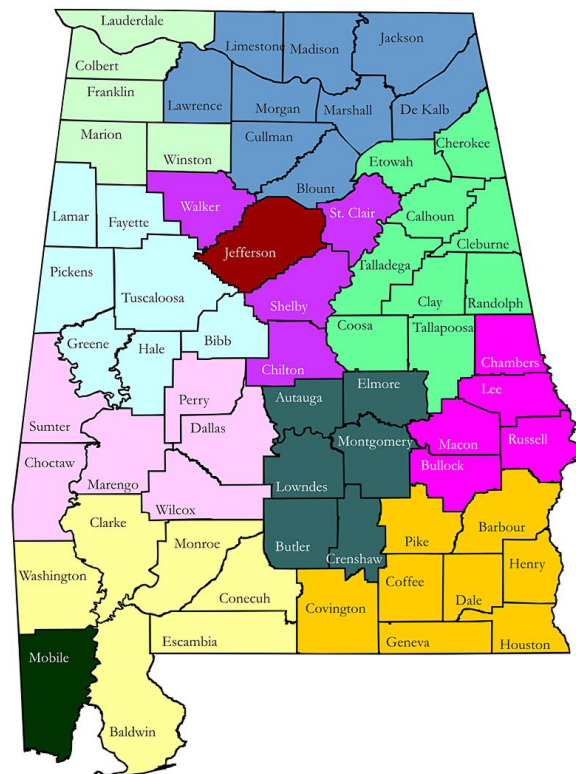 Lauderdale
Limestone
Madison
Jackson
Colbert
Franklin
Lawrence
Morgan
Marshall
De Kalb
Marion
Cullman
Cherokee
Winston
Etowah
Blount
Walker
St. Clair
Lamar
Fayette
Calhoun
Cleburne
Jefferson
Talladega
Pickens
Tuscaloosa
Clay
Randolph
Shelby
Greene
Hale
Bibb
Coosa
Tallapoosa
Chilton
Chambers
Perry
Autauga
Elmore
Lee
Sumter
Dallas
Montgomery
Macon
Russell
Choctaw
Marengo
Lowndes
Bullock
Wilcox
Clarke
Monroe
Butler
Crenshaw
Pike
Barbour
Washington
Conecuh
Covington
Coffee
Dale
Henry
Escambia
Geneva
Houston
Mobile
Baldwin